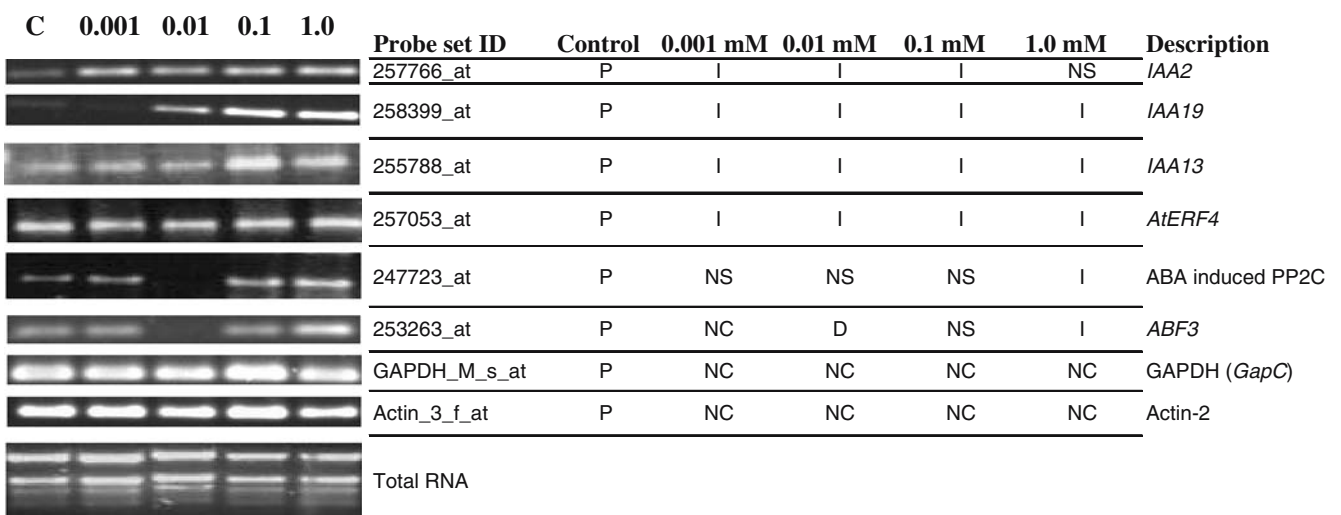 C 0.001 0.01 0.1 1.0
Probe set ID Control 0.001 mM 0.01 mM 0.1 mM 1.0 mM Description
257766_at P I I I NS IAA2
258399_at P I I I I IAA19
255788_at P I I I I IAA13
257053_at P I I I I AtERF4
247723_at P NS NS NS I ABA induced PP2C
253263_at P NC D NS I ABF3
GAPDH_M_s_at P NC NC NC NC GAPDH (GapC)
Actin_3_f_at P NC NC NC NC Actin-2
Total RNA